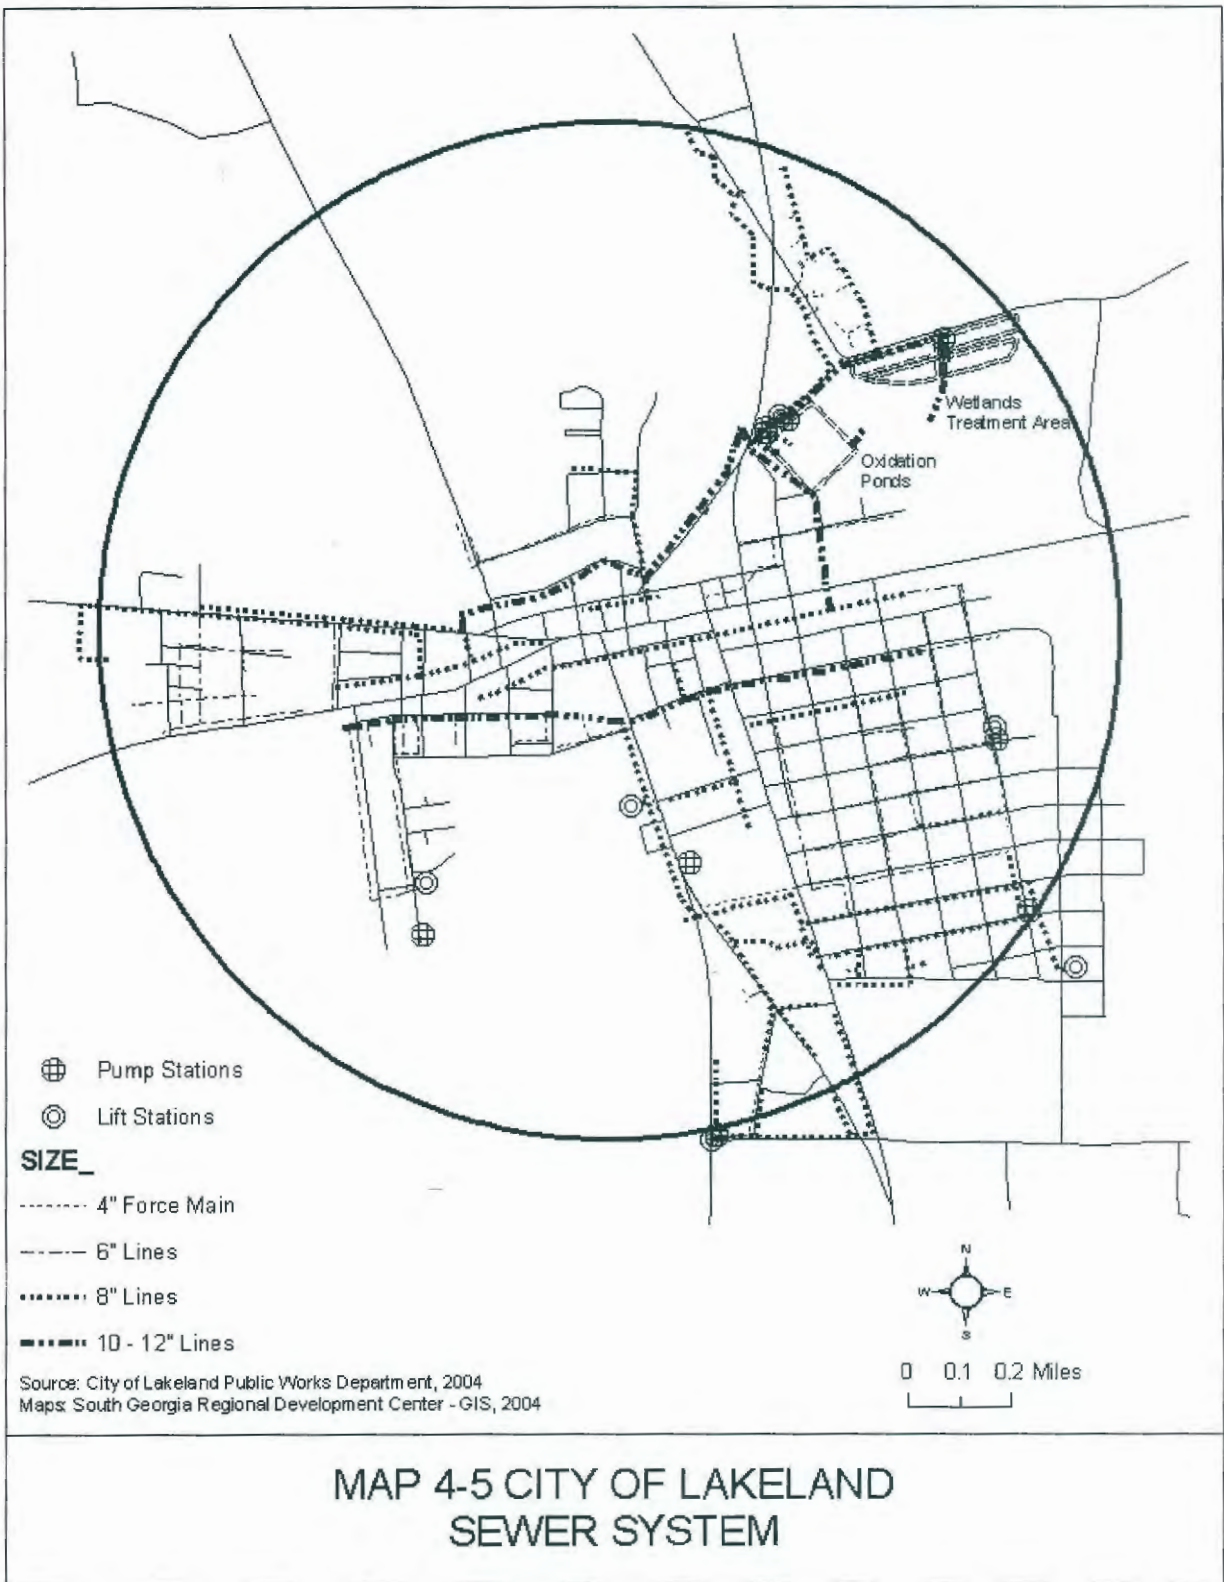 Wetlands
Treatment Area
Oxidation
Ponds
Pump Stations
Lift Stations
SIZE_
4" Force Main
6" Lines
8" Lines
10 - 12" Lines
N
W E
S
0 0.1 0.2 Miles
Source: City of Lakeland Public Works Department, 2004
Maps: South Georgia Regional Development Center - GIS, 2004
MAP 4-5 CITY OF LAKELAND
SEWER SYSTEM